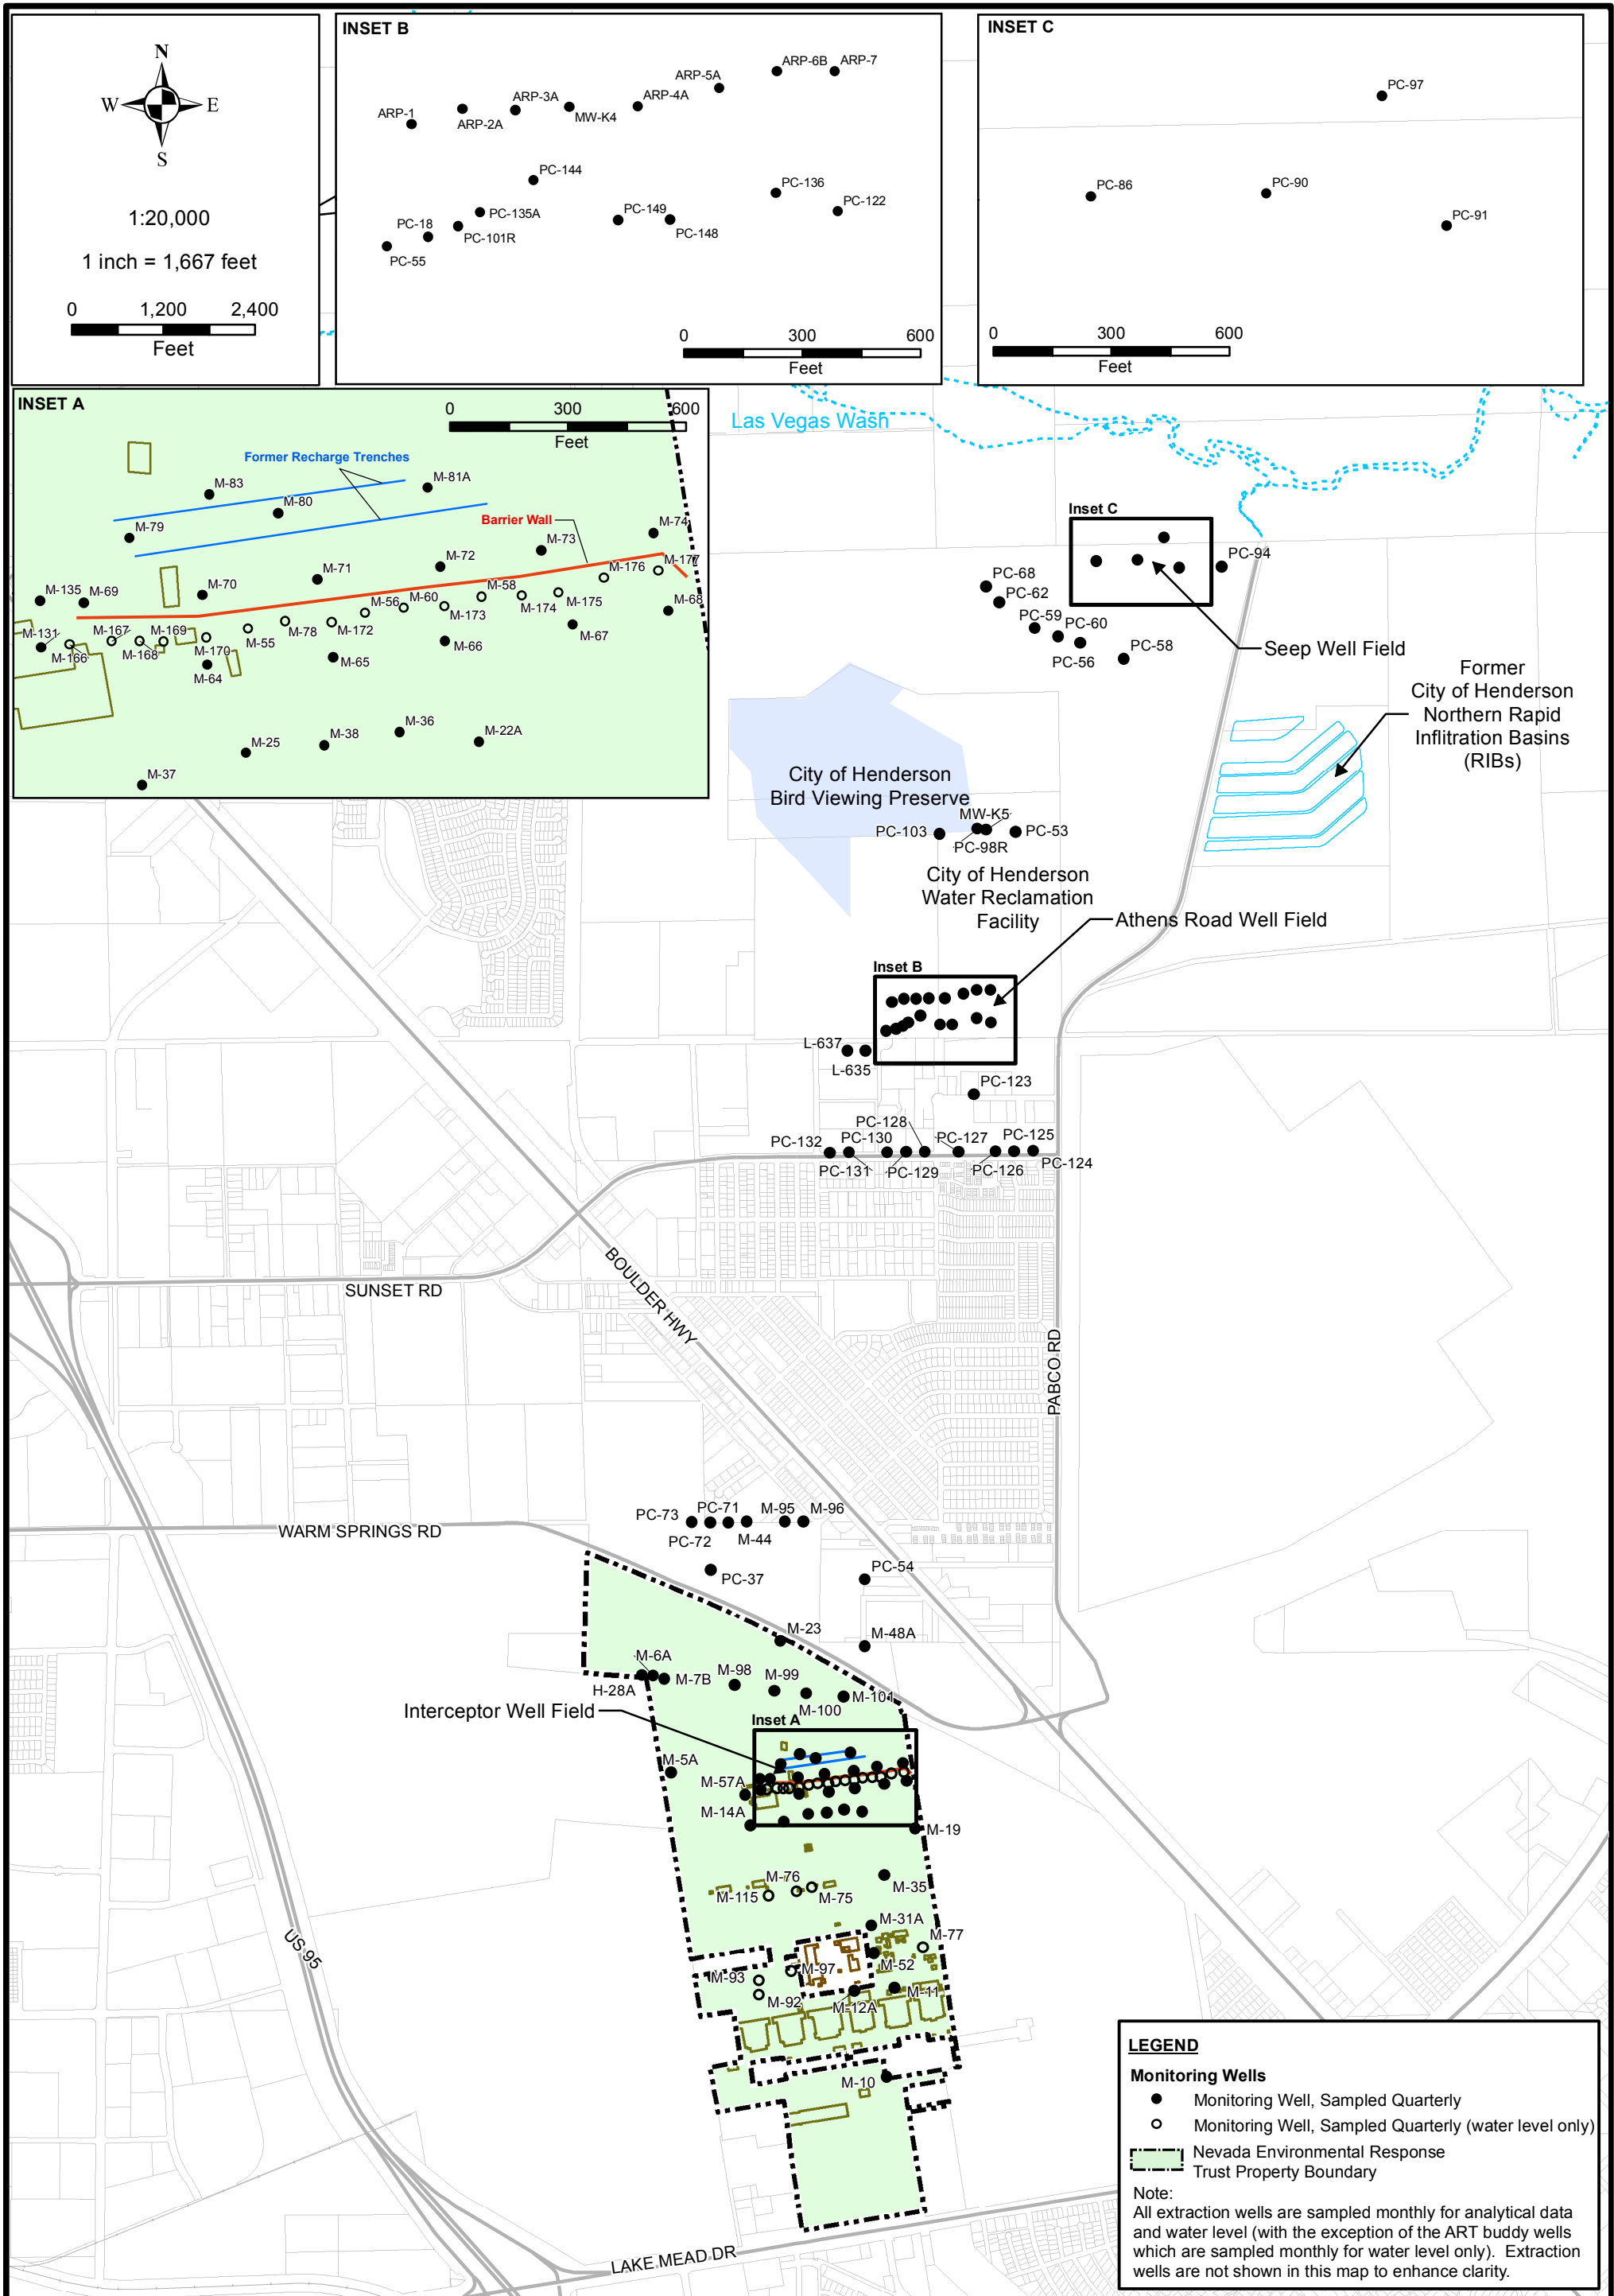 N
W
E
S
1:20,000
1 inch = 1,667 feet
0 1,200 2,400
Feet
INSET B
ARP-1
ARP-2A
ARP-3A
MW-K4
ARP-4A
ARP-5A
ARP-6B
ARP-7
PC-144
PC-136
PC-122
PC-18
PC-135A
PC-101R
PC-55
PC-149
PC-148
0 300 600
Feet
INSET C
PC-97
PC-86
PC-90
PC-91
0 300 600
Feet
INSET A
0 300 600
Feet
Former Recharge Trenches
M-83
M-81A
M-80
M-79
Barrier Wall
M-74
M-73
M-72
M-71
M-177
M-176
M-135
M-69
M-70
M-58
M-56
M-60
M-173
M-174
M-175
M-68
M-131
M-167
M-169
M-55
M-78
M-172
M-67
M-166
M-168
M-170
M-66
M-65
M-64
M-36
M-38
M-22A
M-25
M-37
Las Vegas Wash
Inset C
PC-94
PC-68
PC-62
PC-59
PC-60
PC-56
PC-58
Seep Well Field
Former
City of Henderson
Northern Rapid
Inflitration Basins
(RIBs)
City of Henderson
Bird Viewing Preserve
MW-K5
PC-103
PC-53
PC-98R
City of Henderson
Water Reclamation
Facility
Athens Road Well Field
Inset B
L-637
L-635
PC-123
PC-128
PC-132
PC-130
PC-127
PC-125
PC-131
PC-129
PC-126
PC-124
SUNSET RD
BOULDER HWY
PABCO RD
WARM SPRINGS RD
PC-73
PC-71
M-95
M-96
PC-72
M-44
PC-37
PC-54
M-23
M-48A
M-6A
H-28A
M-7B
M-98
M-99
M-100
M-101
Interceptor Well Field
Inset A
M-5A
M-57A
M-14A
M-19
M-76
M-115
M-75
M-35
M-31A
M-77
M-52
M-97
M-93
M-92
M-12A
M-11
M-10
US 95
LAKE MEAD DR
LEGEND
Monitoring Wells
Monitoring Well, Sampled Quarterly
Monitoring Well, Sampled Quarterly (water level only)
Nevada Environmental Response
Trust Property Boundary
Note:
All extraction wells are sampled monthly for analytical data
and water level (with the exception of the ART buddy wells
which are sampled monthly for water level only).  Extraction
wells are not shown in this map to enhance clarity.